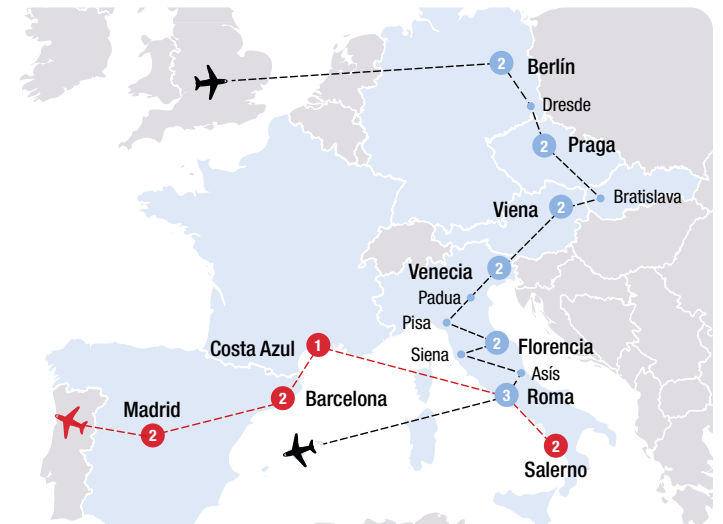 2
Berlín
Dresde
2
Praga
Bratislava
Viena
2
Venecia
2
Padua
Pisa
2
Florencia
Siena
Asís
Costa Azul
1
3
Roma
2
Barcelona
Madrid
2
2
Salerno